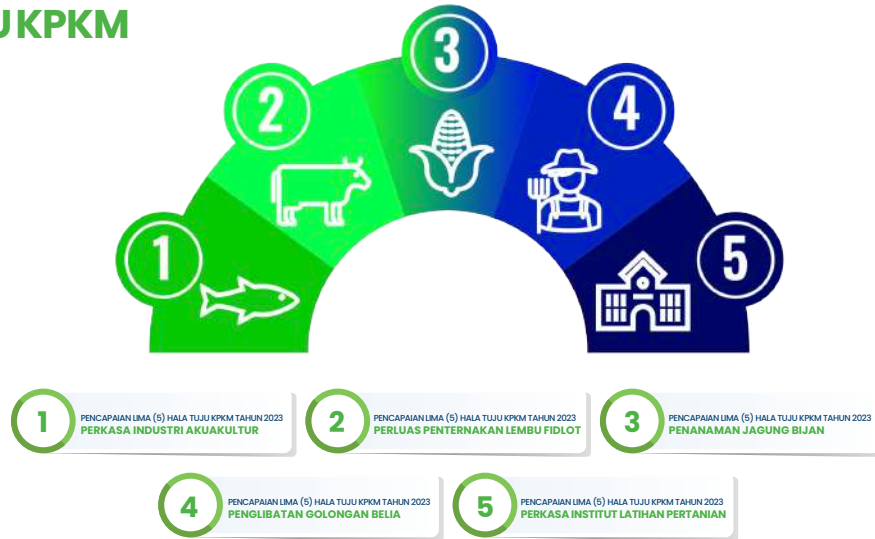 U KPKM
3
2
4
1
5
1
PENCAPAIAN LIMA (5) HALA TUJU KPKM TAHUN 2023
PERKASA INDUSTRI AKUAKULTUR
2
PENCAPAIAN LIMA (5) HALA TUJU KPKM TAHUN 2023
PERLUAS PENTERNAKAN LEMBU FIDLOT
3
PENCAPAIAN LIMA (5) HALA TUJU KPKM TAHUN 2023
PENANAMAN JAGUNG BIJAN
4
PENCAPAIAN LIMA (5) HALA TUJU KPKM TAHUN 2023
PENGLIBATAN GOLONGAN BELIA
5
PENCAPAIAN LIMA (5) HALA TUJU KPKM TAHUN 2023
PERKASA INSTITUT LATIHAN PERTANIAN